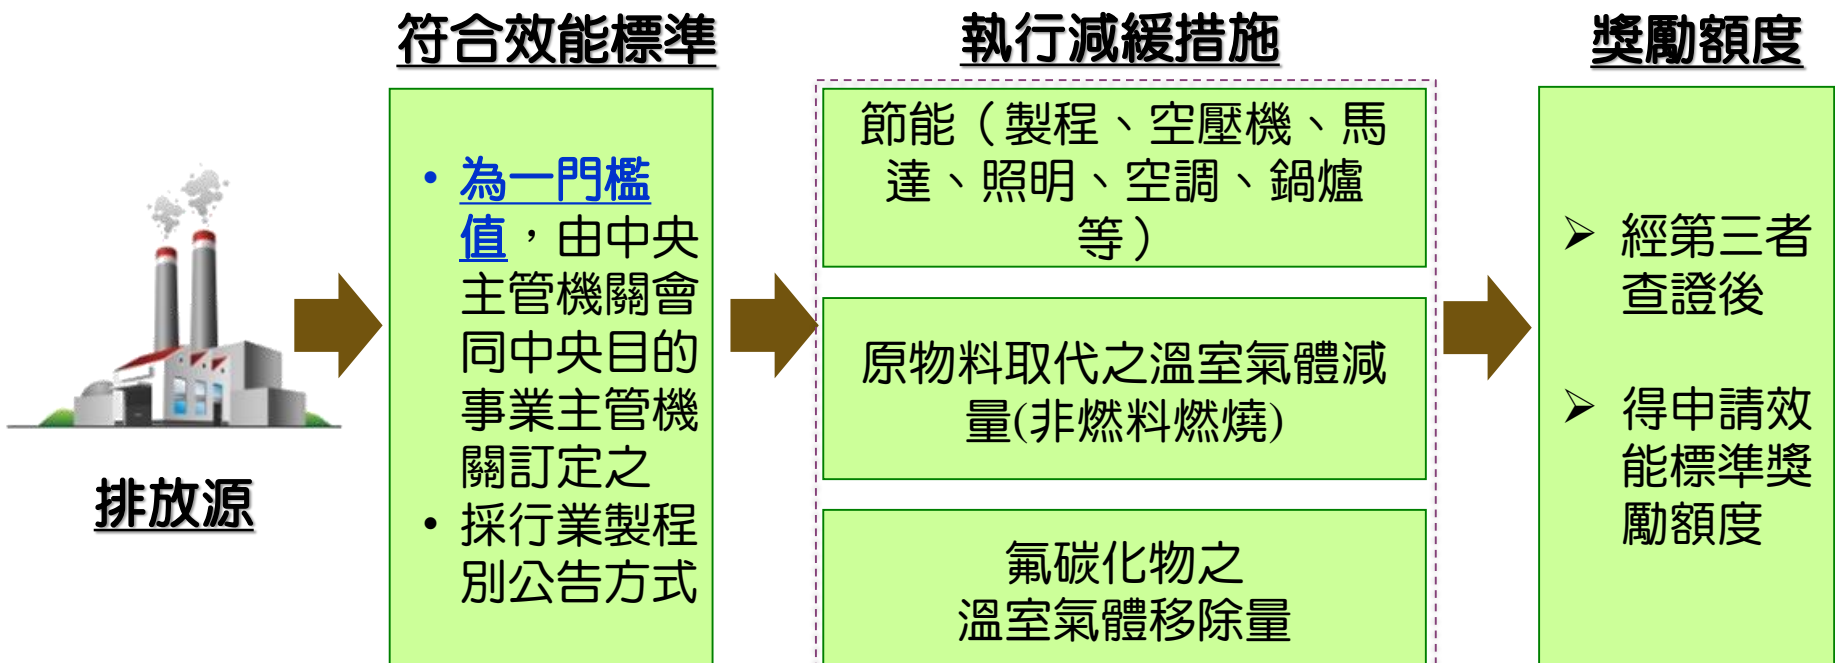 符合效能標準
執行減緩措施
獎勵額度
排放源
• 為一門檻
值，由中央
主管機關會
同中央目的
事業主管機
關訂定之
• 採行業製程
別公告方式
節能（製程、空壓機、馬
達、照明、空調、鍋爐
等）
原物料取代之溫室氣體減
量(非燃料燃燒)
氟碳化物之
溫室氣體移除量
➢ 經第三者
查證後
➢ 得申請效
能標準獎
勵額度